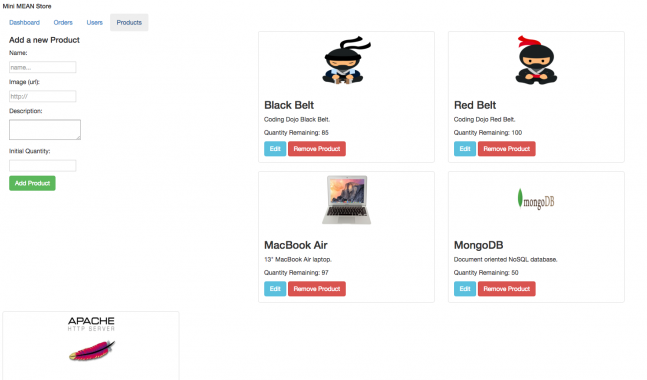 Mini MEAN Store
Dashboard Orders Users Products
Add a new Product
Name:
name...
Image (url):
http://
Description:
Initial Quantity:
Add Product
Black Belt
Coding Dojo Black Belt.
Quantity Remaining: 85
Edit Remove Product
Red Belt
Coding Dojo Red Belt.
Quantity Remaining: 100
Edit Remove Product
MacBook Air
13" MacBook Air laptop.
Quantity Remaining: 97
Edit Remove Product
mongoDB
MongoDB
Document oriented NoSQL database.
Quantity Remaining: 50
Edit Remove Product
APACHE
HTTP SERVER